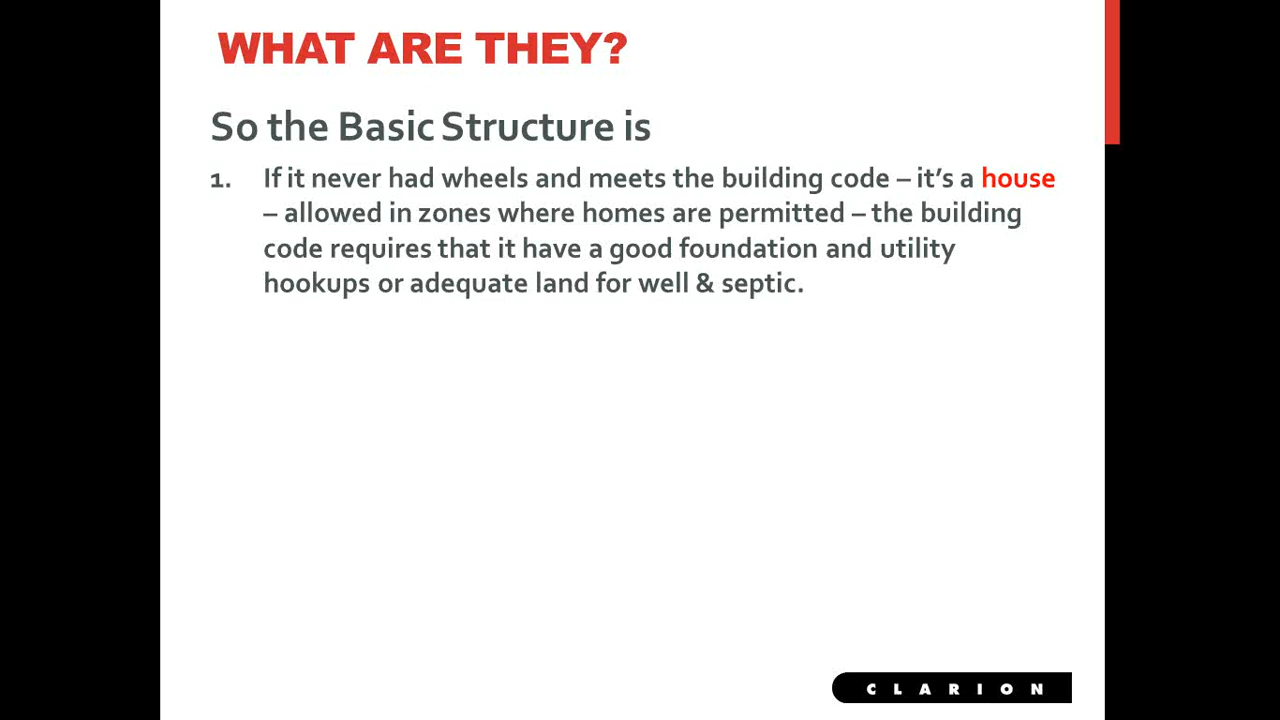 WHAT ARE THEY?
So the Basic Structure is
1. If it never had wheels and meets the building code – it’s a house
– allowed in zones where homes are permitted – the building
code requires that it have a good foundation and utility
hookups or adequate land for well & septic.
CLARION